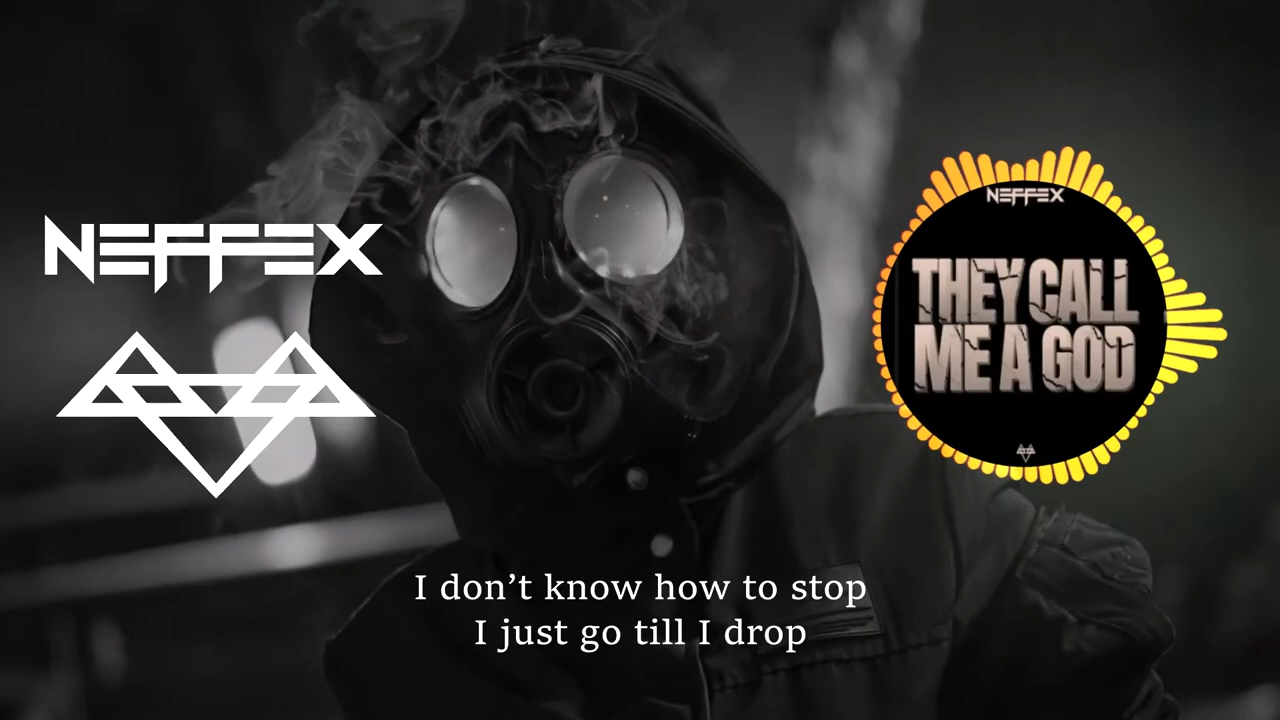 NEFFEX
NEFFEX
THEY CALL
ME A GOD
I don’t know how to stop
I just go till I drop